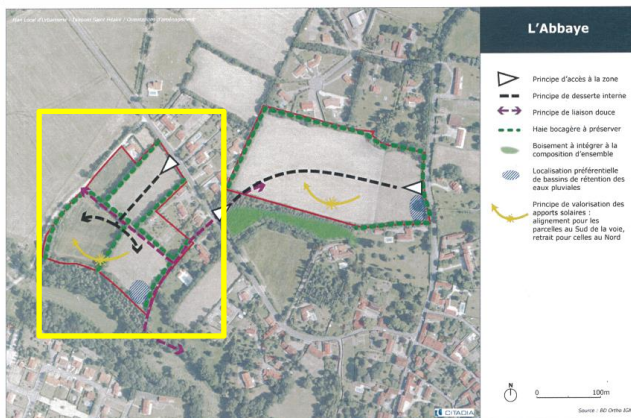 L'Abbaye
Principe d'accès à la zone
Principe de desserte interne
Principe de liaison douce
Haie bocagère à préserver
Boisement à intégrer à la
composition d'ensemble
Localisation préférentielle
de bassins de rétention des
eaux pluviales
Principe de valorisation des
apports solaires :
alignement pour les
parcelles au Sud de la voie,
retrait pour celles au Nord
N
0 100m
CITADIA
Source : BD Ortho IGN